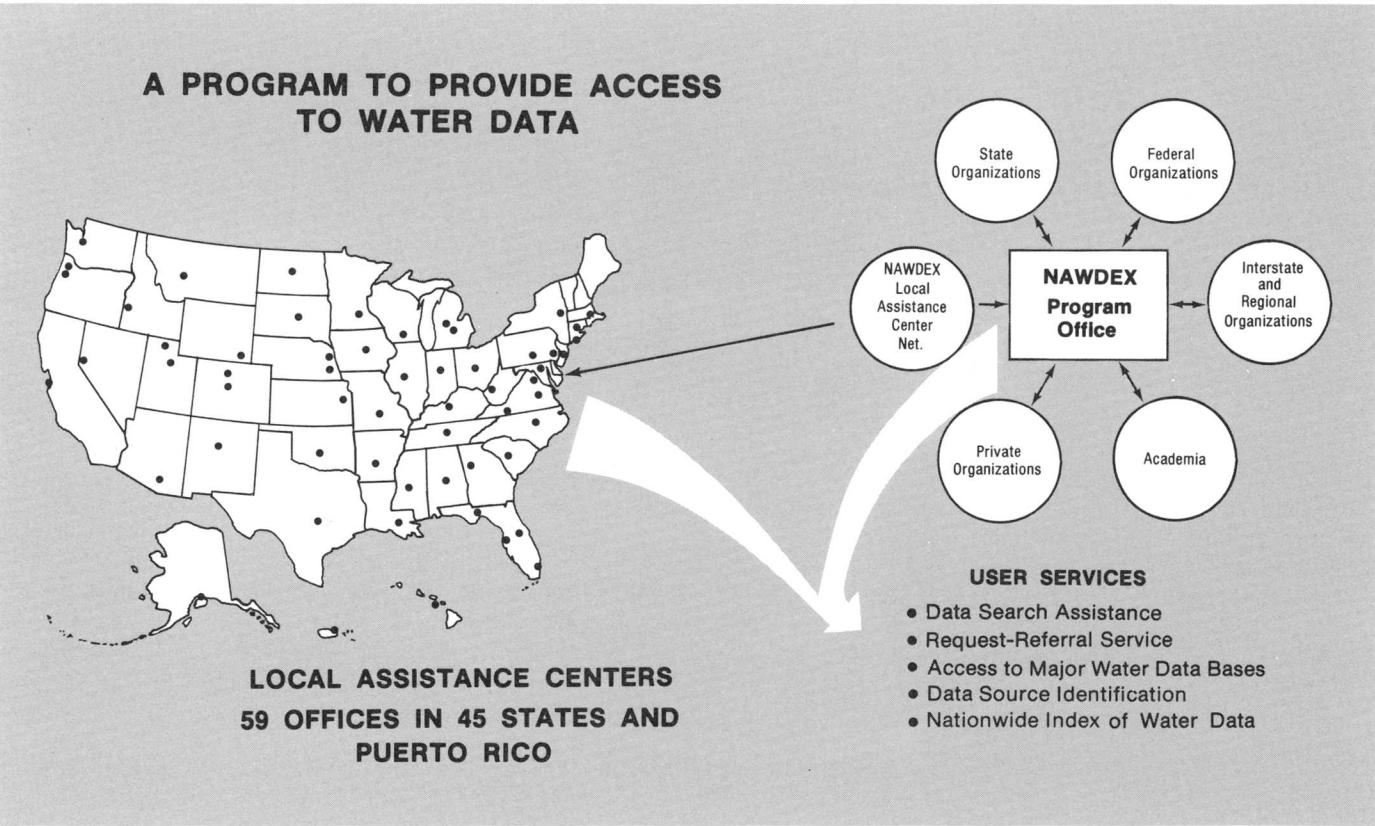 A PROGRAM TO PROVIDE ACCESS
TO WATER DATA
State
Organizations
Federal
Organizations
NAWDEX
Local
Assistance
Center
Net.
NAWDEX
Program
Office
Interstate
and
Regional
Organizations
Private
Organizations
Academia
LOCAL ASSISTANCE CENTERS
59 OFFICES IN 45 STATES AND
PUERTO RICO
USER SERVICES
• Data Search Assistance
• Request-Referral Service
• Access to Major Water Data Bases
• Data Source Identification
• Nationwide Index of Water Data